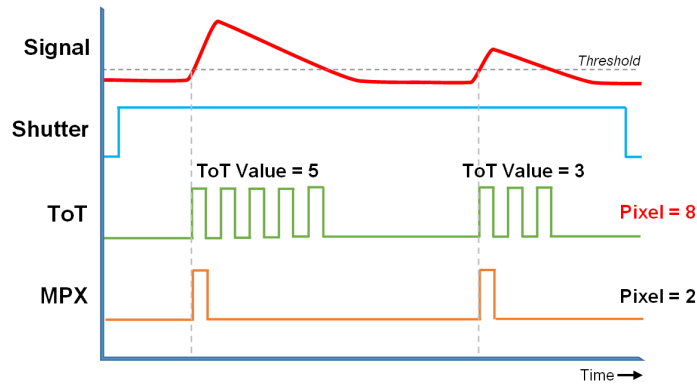 Signal
Threshold
Shutter
ToT Value = 5
ToT Value = 3
ToT
Pixel = 8
MPX
Pixel = 2
Time